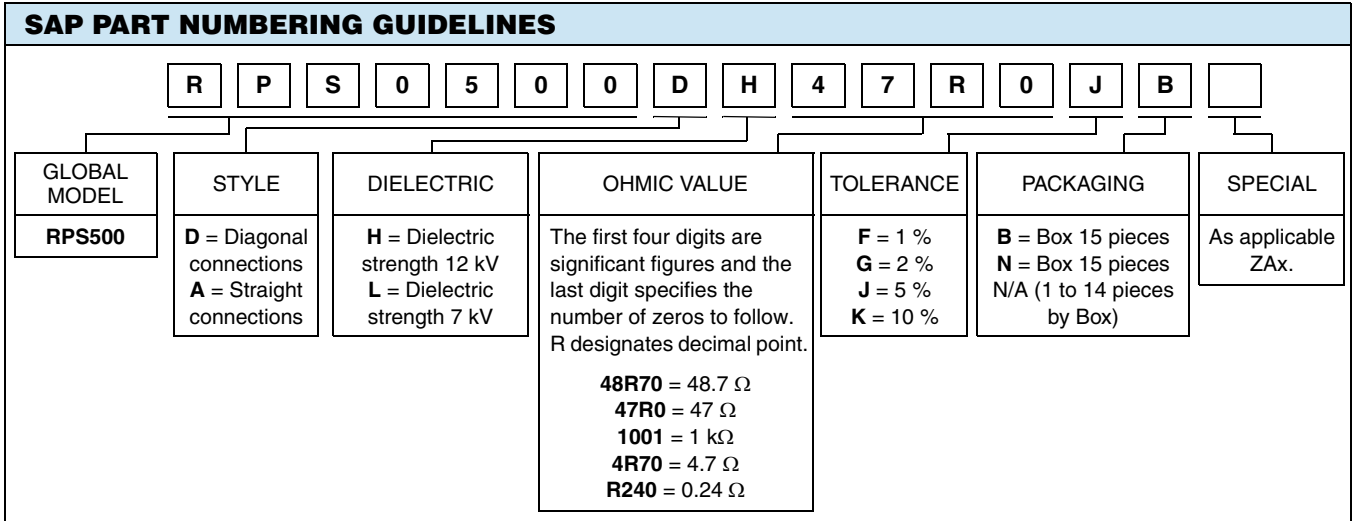 SAP PART NUMBERING GUIDELINES
R P S 0 5 0 0 D H 4 7 R 0 J B
GLOBAL
MODEL
RPS500
STYLE
D = Diagonal
connections
A = Straight
connections
DIELECTRIC
H = Dielectric
strength 12 kV
L = Dielectric
strength 7 kV
OHMIC VALUE
The first four digits are
significant figures and the
last digit specifies the
number of zeros to follow.
R designates decimal point.
48R70 = 48.7 Ω
47R0 = 47 Ω
1001 = 1 kΩ
4R70 = 4.7 Ω
R240 = 0.24 Ω
TOLERANCE
F = 1 %
G = 2 %
J = 5 %
K = 10 %
PACKAGING
B = Box 15 pieces
N = Box 15 pieces
N/A (1 to 14 pieces
by Box)
SPECIAL
As applicable
ZAx.